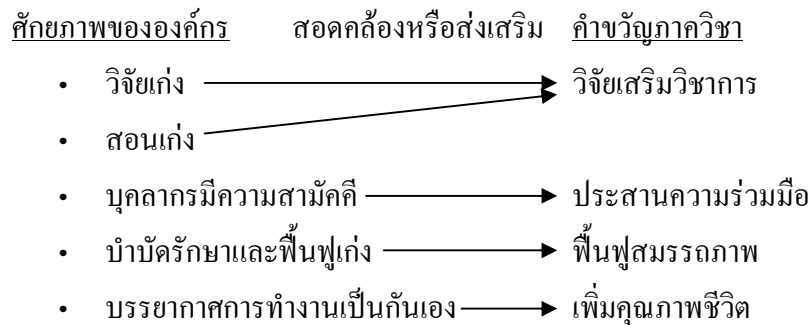 ศักยภาพขององค์กร สอดคล้องหรือส่งเสริม คำขวัญภาควิชา
• วิจัยเก่ง วิจัยเสริมวิชาการ
• สอนเก่ง
• บุคลากรมีความสามัคคี ประสานความร่วมมือ
• บำบัดรักษาและฟื้นฟูเก่ง ฟื้นฟูสมรรถภาพ
• บรรยากาศการทำงานเป็นกันเอง เพิ่มคุณภาพชีวิต